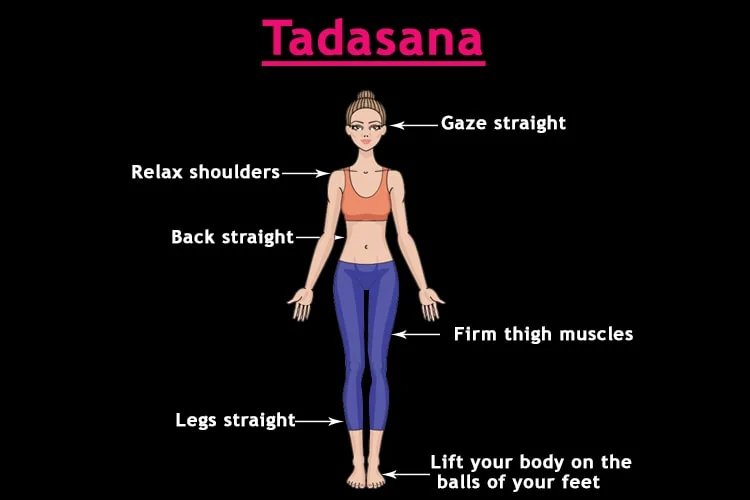 Tadasana
Gaze straight
Relax shoulders
Back straight
Firm thigh muscles
Legs straight
Lift your body on the
balls of your feet